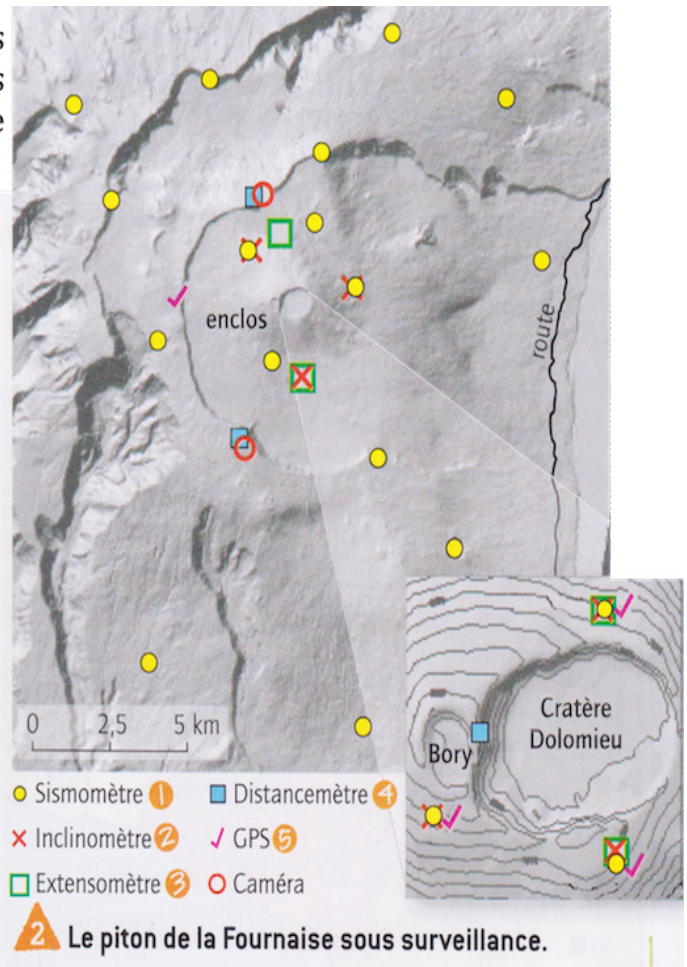 s
s
e
enclos
route
0 2,5 5 km
Cratère
Dolomieu
Bory
Sismomètre 1
Distancemètre 4
Inclinomètre 2
GPS 5
Extensomètre 3
Caméra
2 Le piton de la Fournaise sous surveillance.